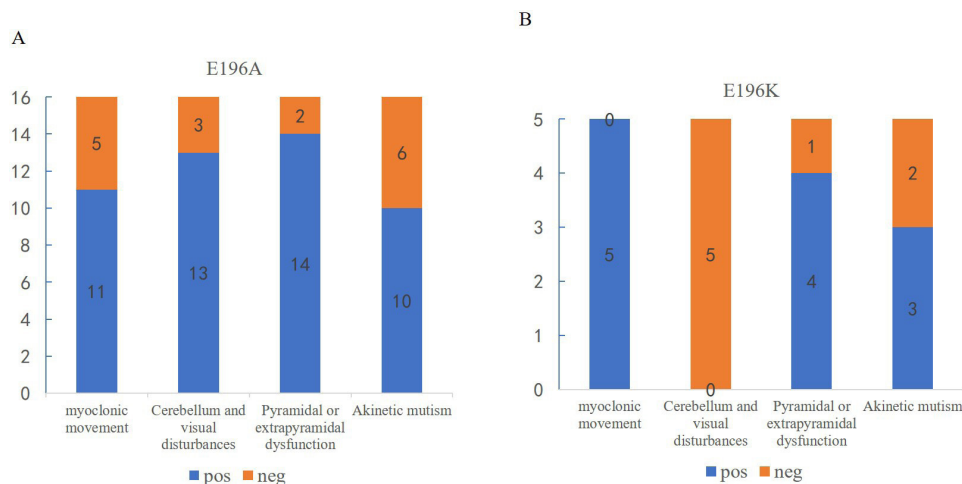 A
E196A
16
14
12
10
8
6
4
2
0
5
3
2
6
11
13
14
10
myoclonic
movement
Cerebellum and
visual
disturbances
Pyramidal or
extrapyramidal
dysfunction
Akinetic mutism
pos neg
B
E196K
5
4
3
2
1
0
0
5
5
0
1
4
2
3
myoclonic
movement
Cerebellum and
visual
disturbances
Pyramidal or
extrapyramidal
dysfunction
Akinetic mutism
pos neg